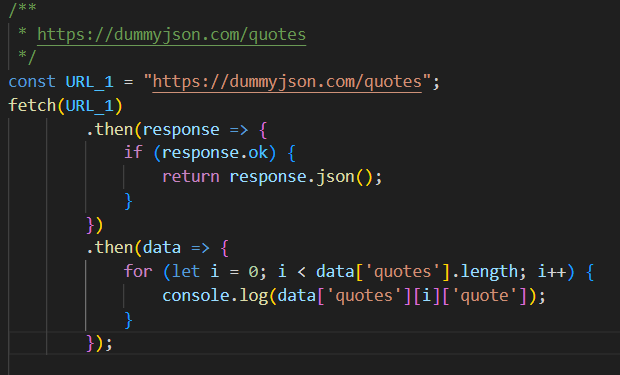 /**
 * https://dummyjson.com/quotes
 */
const URL_1 = "https://dummyjson.com/quotes";
fetch(URL_1)
        .then(response => {
            if (response.ok) {
                return response.json();
            }
        })
        .then(data => {
            for (let i = 0; i < data['quotes'].length; i++) {
                console.log(data['quotes'][i]['quote']);
            }
        });